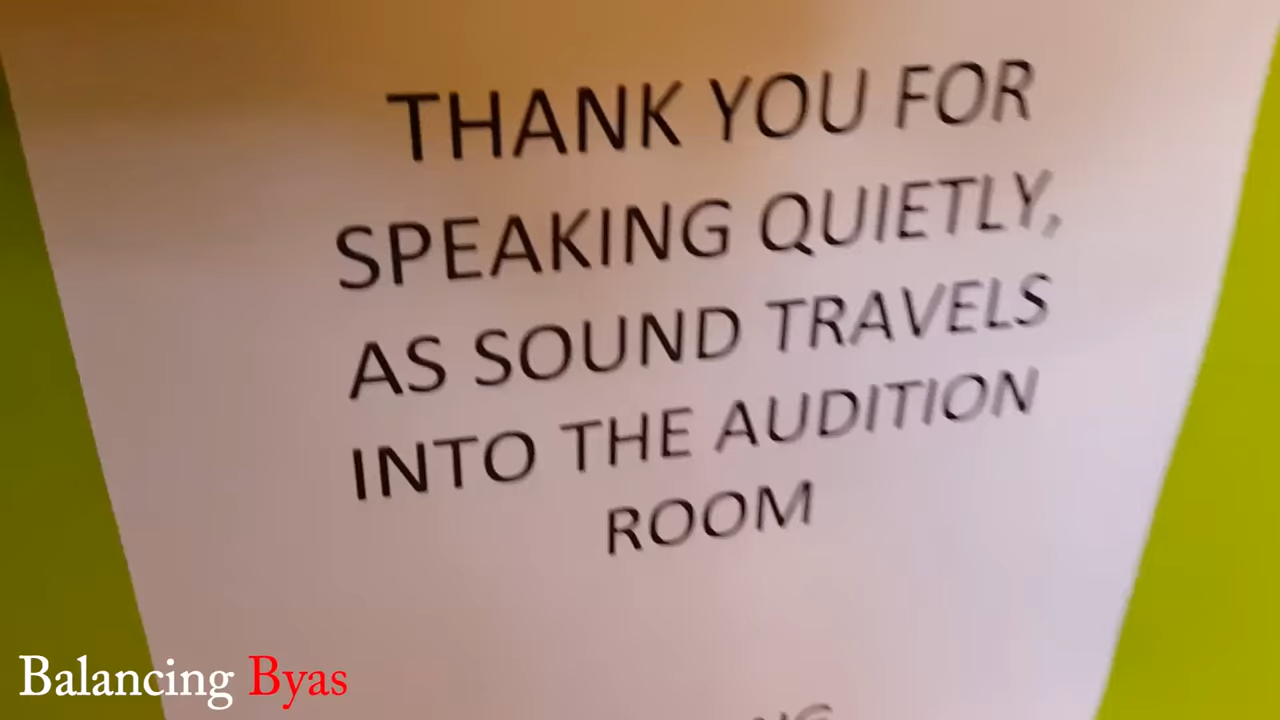 THANK YOU FOR
SPEAKING QUIETLY,
AS SOUND TRAVELS
INTO THE AUDITION
ROOM
Balancing Byas